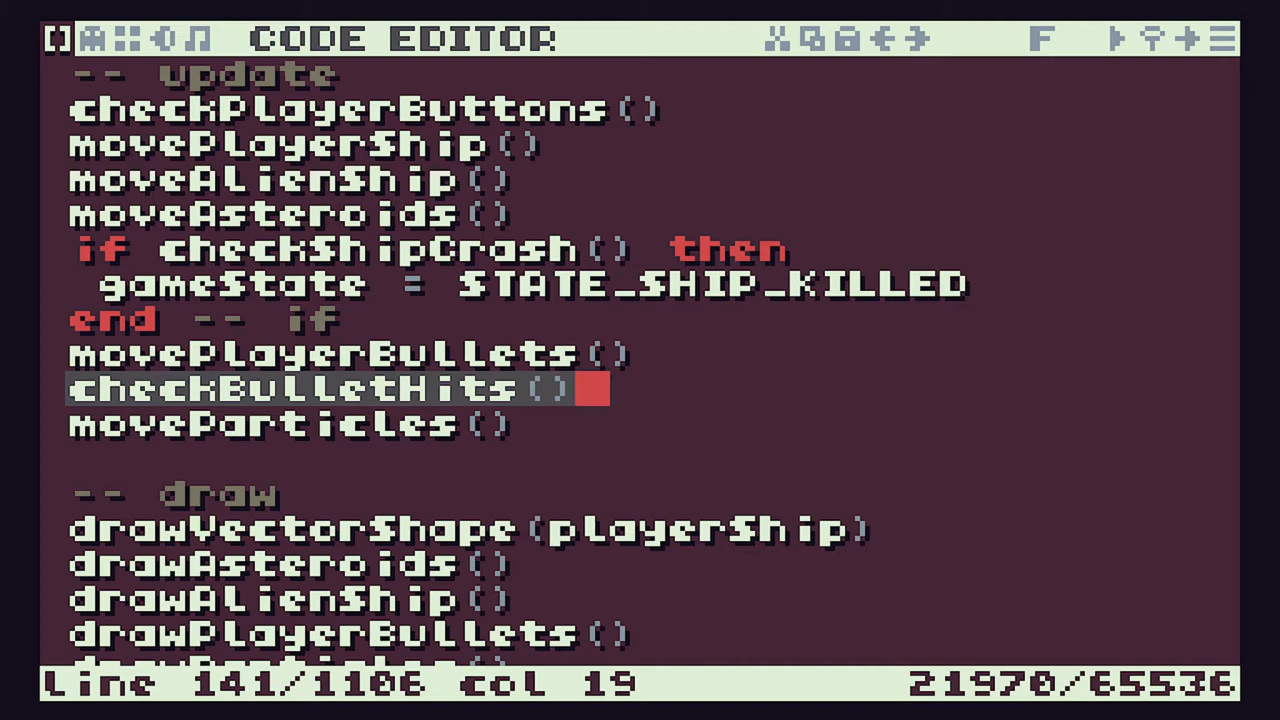 CODE EDITOR F
-- update
checkPlayerButtons()
movePlayerShip()
moveAlienShip()
moveAsteroids()
if checkShipCrash() then
gameState = STATE_SHIP_KILLED
end -- if
movePlayerBullets()
checkBulletHits()
moveParticles()
-- draw
drawVectorShape(playerShip)
drawAsteroids()
drawAlienShip()
drawPlayerBullets()
drawParticles()
line 141/1106 col 19 21970/65536